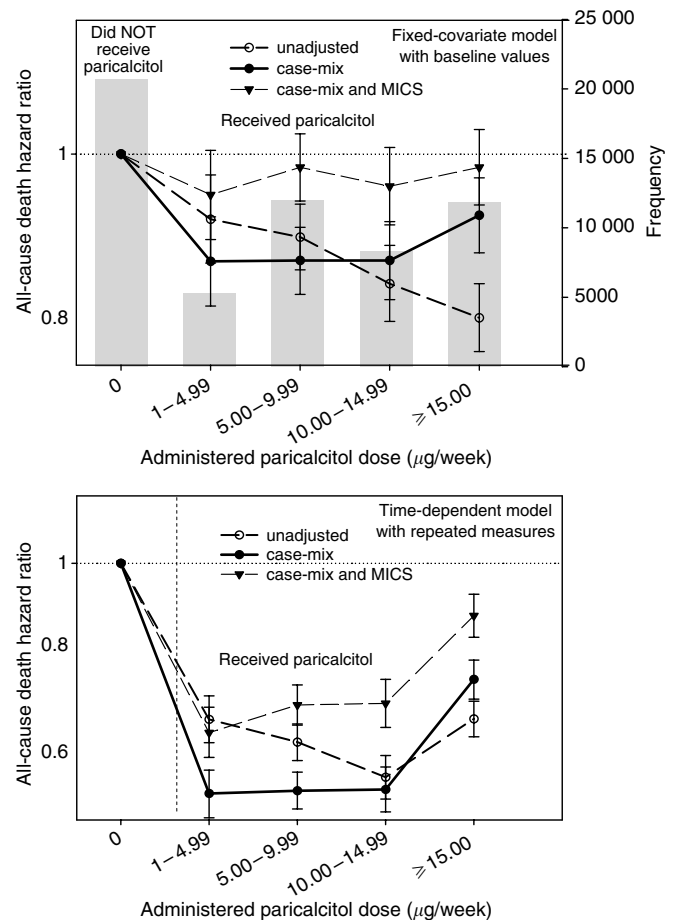 Did NOT
receive
paricalcitol
unadjusted
case-mix
case-mix and MICS
Fixed-covariate model
with baseline values
Received paricalcitol
All-cause death hazard ratio
1
0.8
25 000
20 000
15 000
10 000
5000
0
Frequency
0
1–4.99
5.00–9.99
10.00–14.99
⩾15.00
Administered paricalcitol dose (μg/week)
Time-dependent model
with repeated measures
unadjusted
case-mix
case-mix and MICS
Received paricalcitol
All-cause death hazard ratio
1
0.8
0.6
0
1–4.99
5.00–9.99
10.00–14.99
⩾15.00
Administered paricalcitol dose (μg/week)